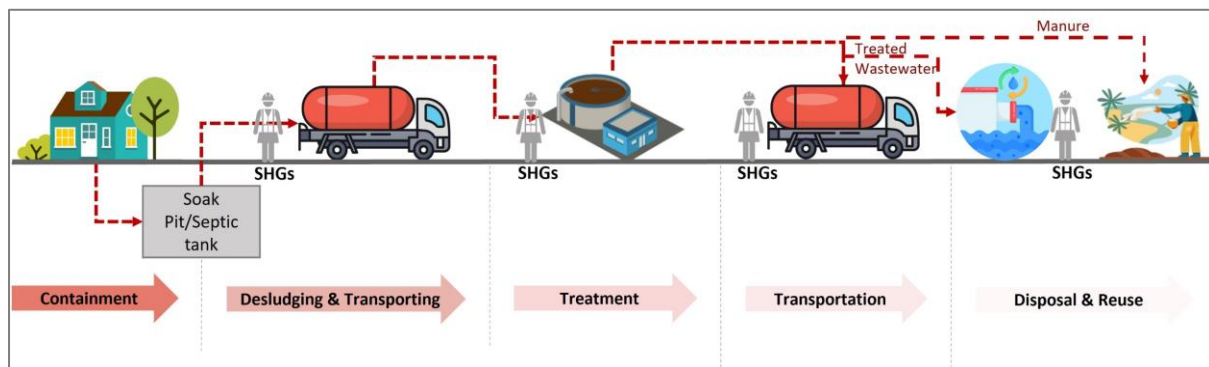 Manure
Treated
Wastewater
SHGs
SHGs
SHGs
SHGs
Soak
Pit/Septic
tank
Containment
Desludging & Transporting
Treatment
Transportation
Disposal & Reuse